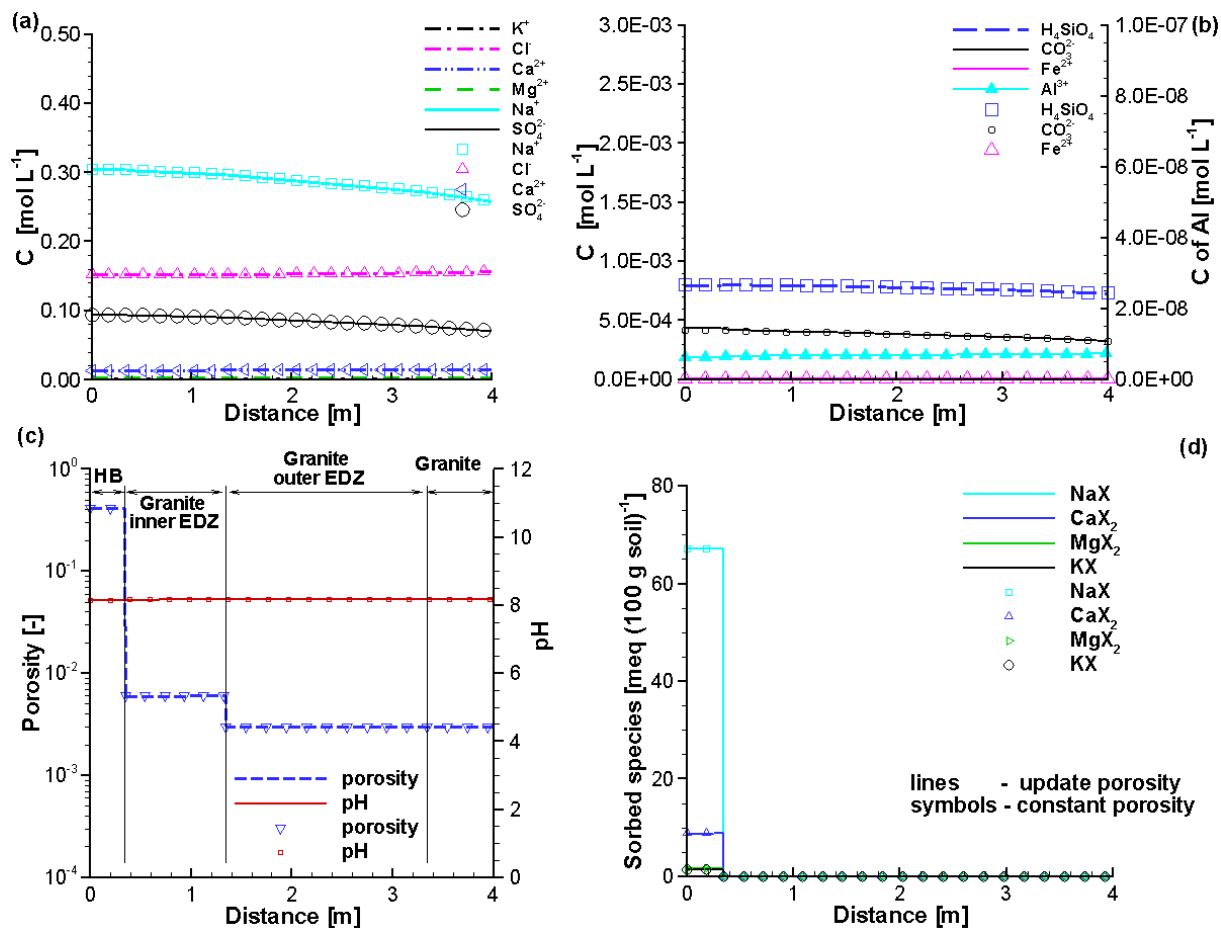 (a)
0.50
0.40
0.30
0.20
0.10
0.00
C [mol L⁻¹]
0 1 2 3 4
Distance [m]
K⁺
Cl⁻
Ca²⁺
Mg²⁺
Na⁺
SO₄²⁻
Na⁺
Cl⁻
Ca²⁺
SO₄²⁻
(b)
3.0E-03
2.5E-03
2.0E-03
1.5E-03
1.0E-03
5.0E-04
0.0E+00
C [mol L⁻¹]
0 1 2 3 4
Distance [m]
H₄SiO₄
CO₃²⁻
Fe²⁺
Al³⁺
H₄SiO₄
CO₃²⁻
Fe²⁺
1.0E-07
8.0E-08
6.0E-08
4.0E-08
2.0E-08
0.0E+00
C of Al [mol L⁻¹]
(c)
10⁰
10⁻¹
10⁻²
10⁻³
10⁻⁴
Porosity [-]
HB
Granite
inner EDZ
Granite
outer EDZ
Granite
12
10
8
6
4
2
0
pH
porosity
pH
porosity
pH
0 1 2 3 4
Distance [m]
(d)
80
60
40
20
0
Sorbed species [meq (100 g soil)⁻¹]
NaX
CaX₂
MgX₂
KX
NaX
CaX₂
MgX₂
KX
lines - update porosity
symbols - constant porosity
0 1 2 3 4
Distance [m]